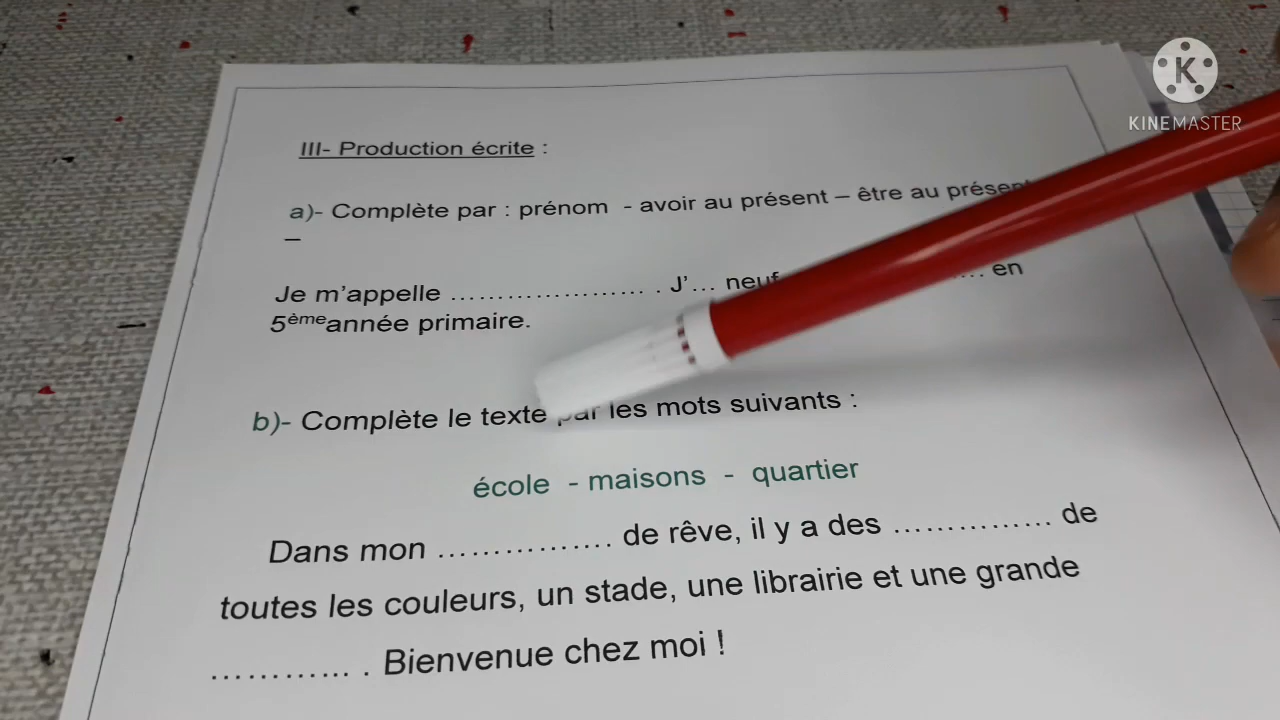 KINEMASTER
III- Production écrite :
a)- Complète par : prénom - avoir au présent – être au présent
–
Je m'appelle …………………… . J'… neuf … en
5ème année primaire.
b)- Complète le texte par les mots suivants :
école - maisons - quartier
Dans mon ................. de rêve, il y a des ............... de
toutes les couleurs, un stade, une librairie et une grande
………… . Bienvenue chez moi !